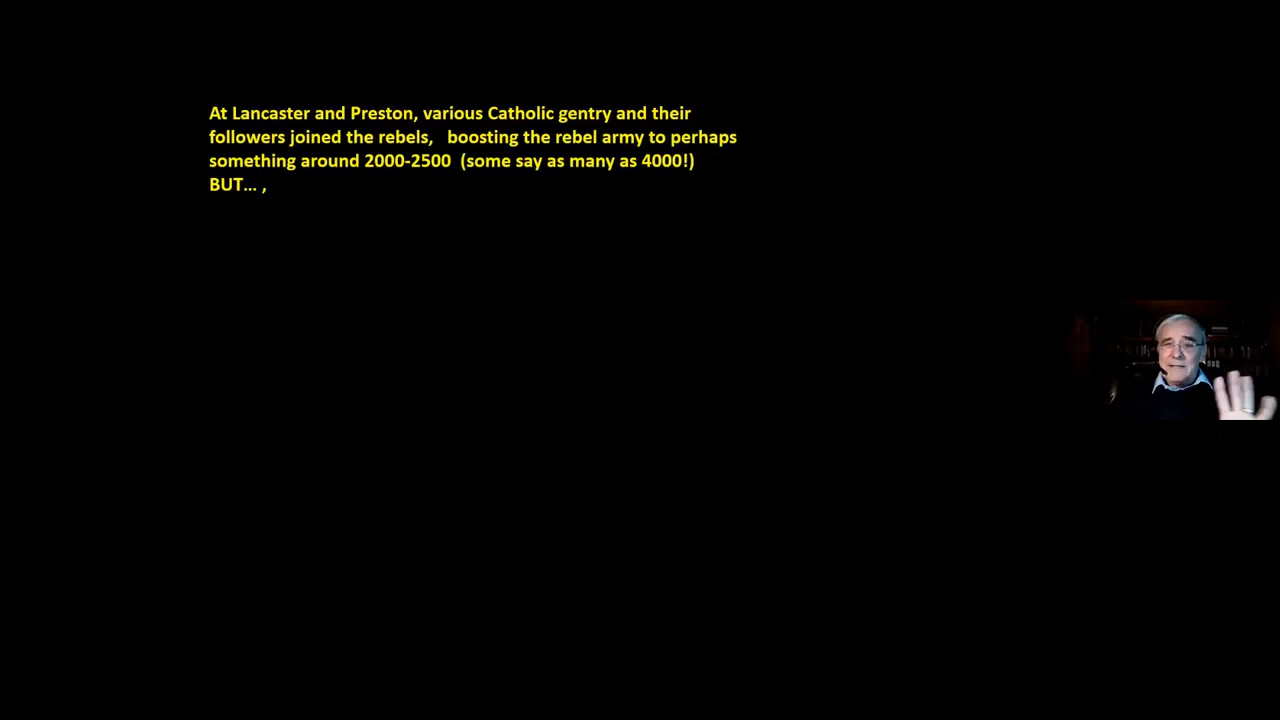 At Lancaster and Preston, various Catholic gentry and their
followers joined the rebels,   boosting the rebel army to perhaps
something around 2000-2500  (some say as many as 4000!)
BUT... ,